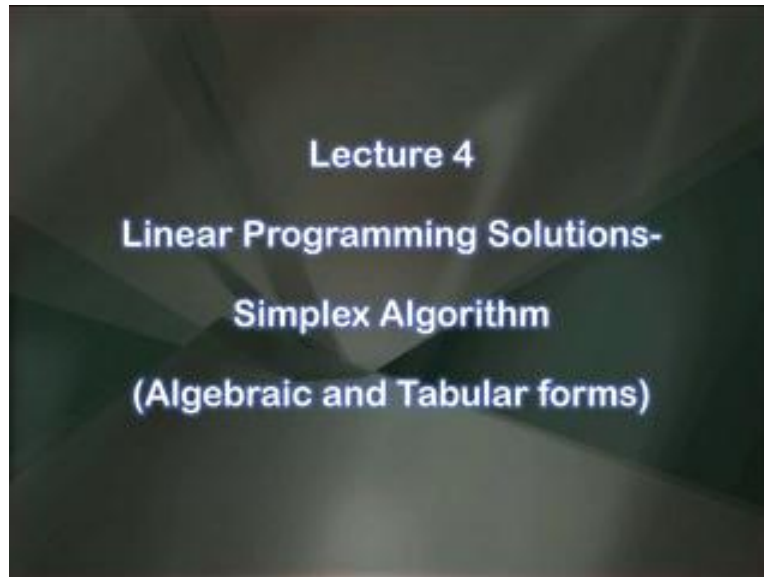 Lecture 4
Linear Programming Solutions-
Simplex Algorithm
(Algebraic and Tabular forms)